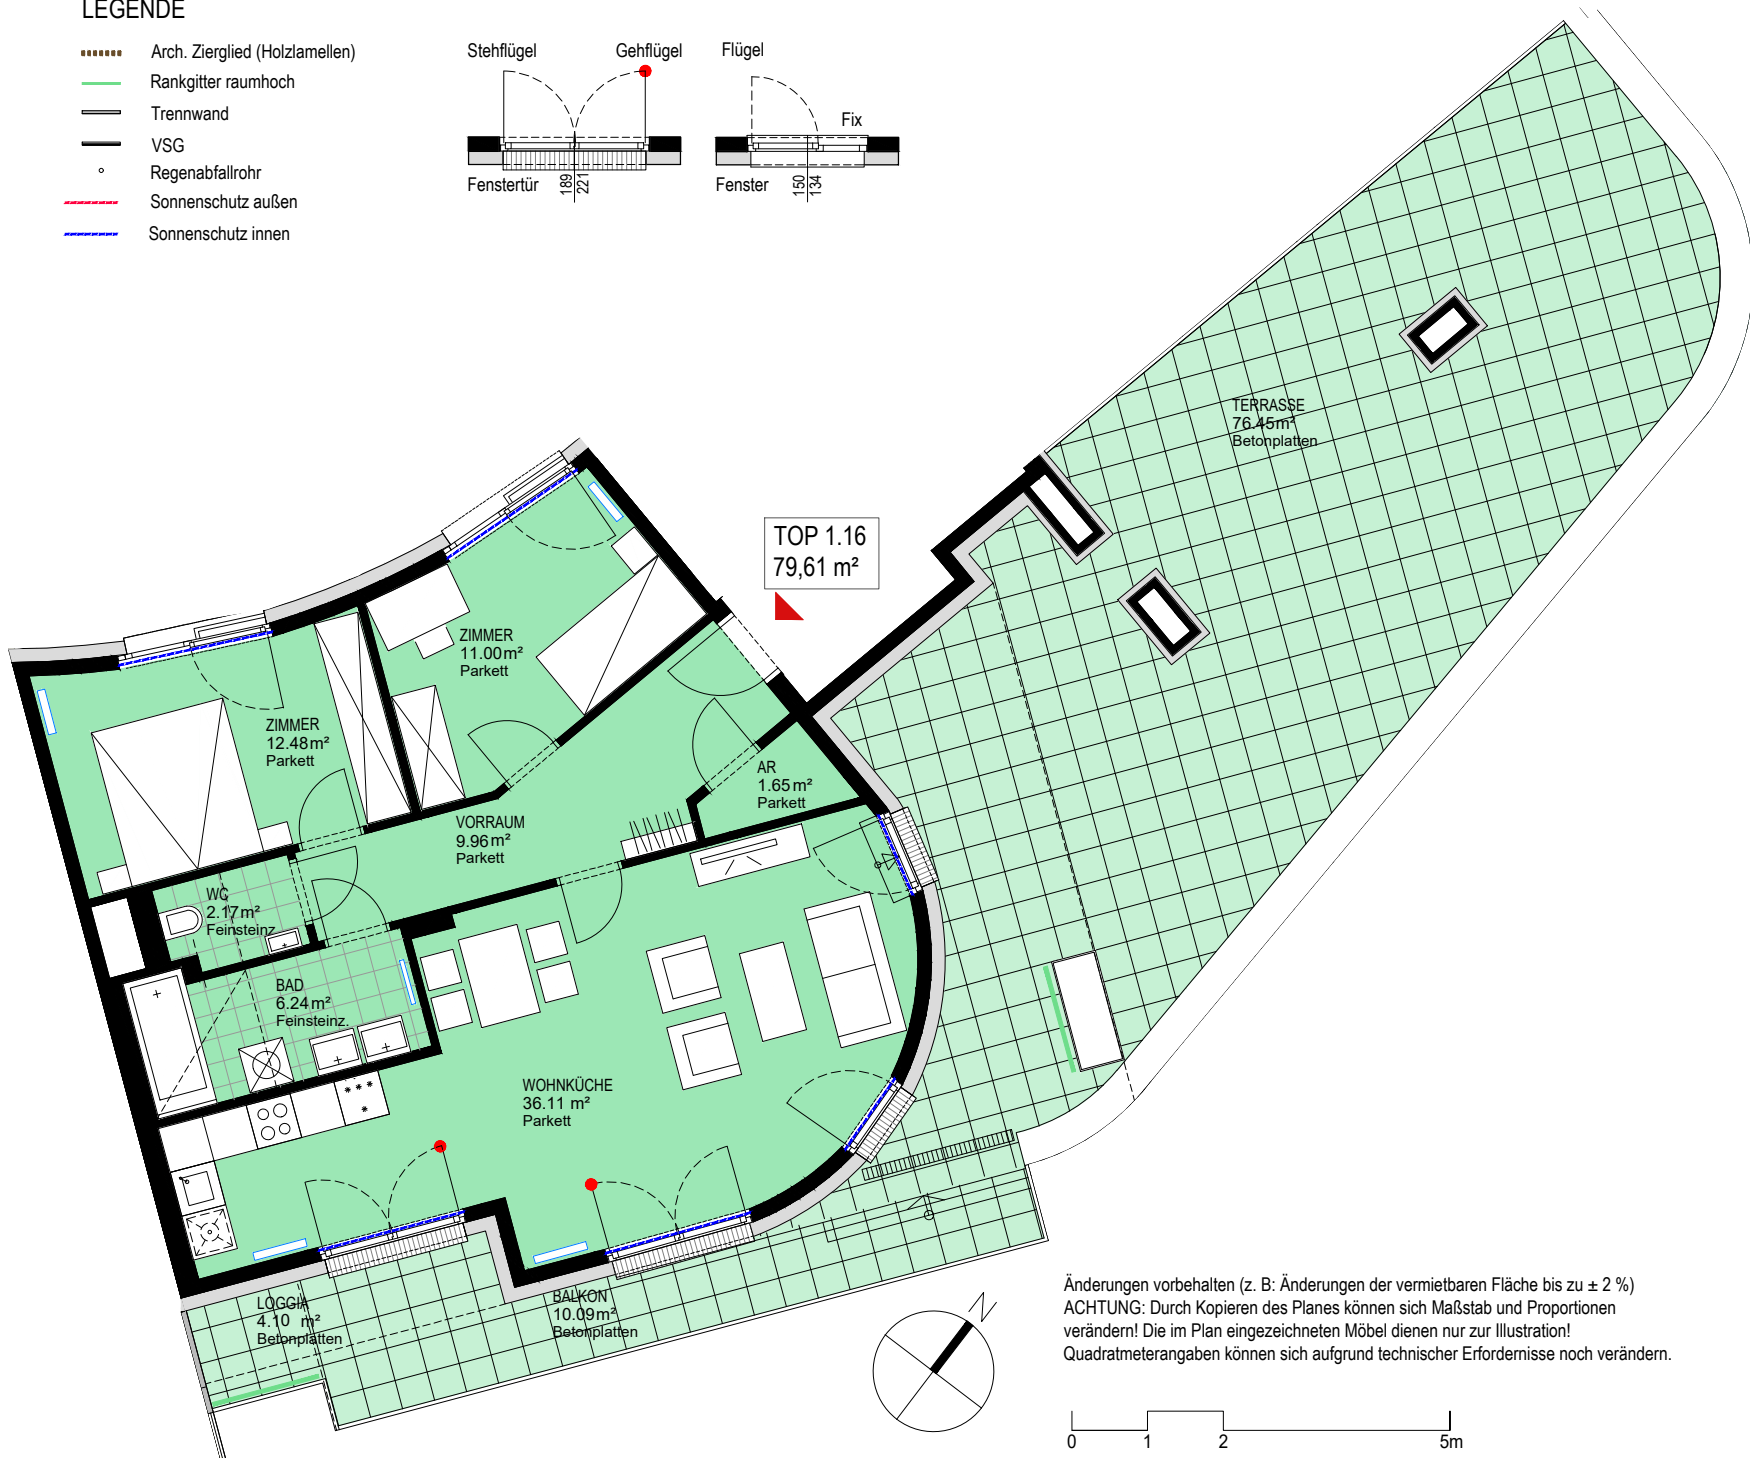 LEGENDE
Arch. Zierglied (Holzlamellen)
Rankgitter raumhoch
Trennwand
VSG
Regenabfallrohr
Sonnenschutz außen
Sonnenschutz innen
Stehflügel
Gehflügel
Flügel
Fix
Fenstertür
189
221
Fenster
150
134
TERRASSE
76.45m²
Betonplatten
TOP 1.16
79,61 m²
ZIMMER
11.00m²
Parkett
ZIMMER
12.48m²
Parkett
AR
1.65m²
Parkett
VORRAUM
9.96m²
Parkett
WC
2.17m²
Feinsteinz.
BAD
6.24m²
Feinsteinz.
WOHNKÜCHE
36.11 m²
Parkett
LOGGIA
4.10 m²
Betonplatten
BALKON
10.09m²
Betonplatten
N
Änderungen vorbehalten (z. B: Änderungen der vermietbaren Fläche bis zu ± 2 %)
ACHTUNG: Durch Kopieren des Planes können sich Maßstab und Proportionen
verändern! Die im Plan eingezeichneten Möbel dienen nur zur Illustration!
Quadratmeterangaben können sich aufgrund technischer Erfordernisse noch verändern.
0 1 2 5m